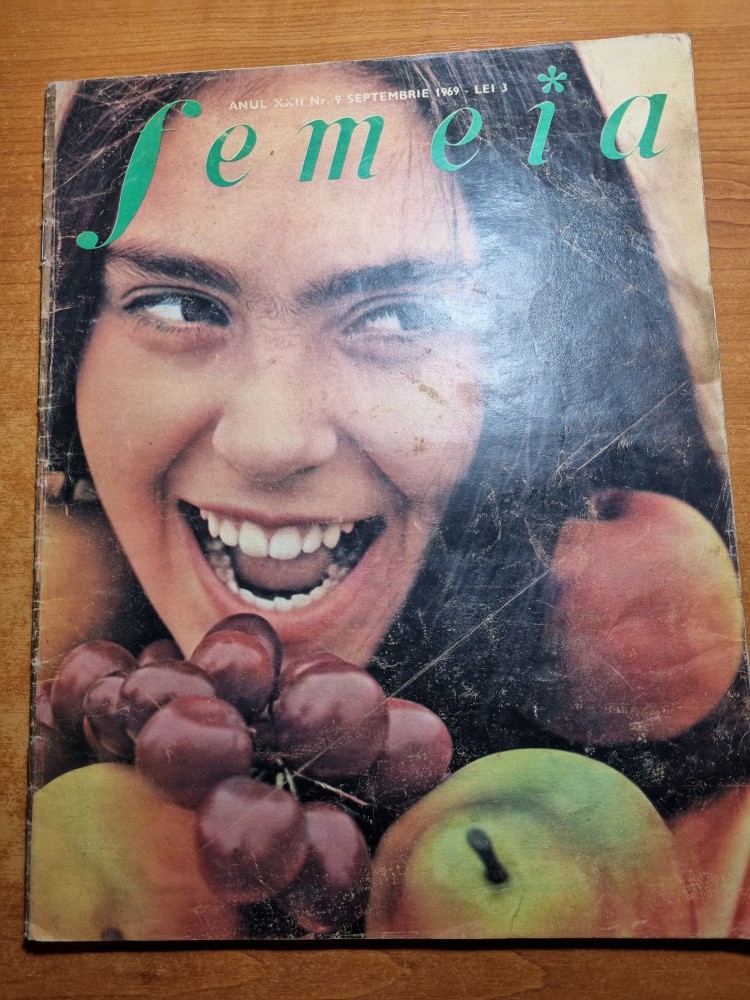 ANUL XXII Nr. 9 SEPTEMBRIE 1969 - LEI 3
femeia